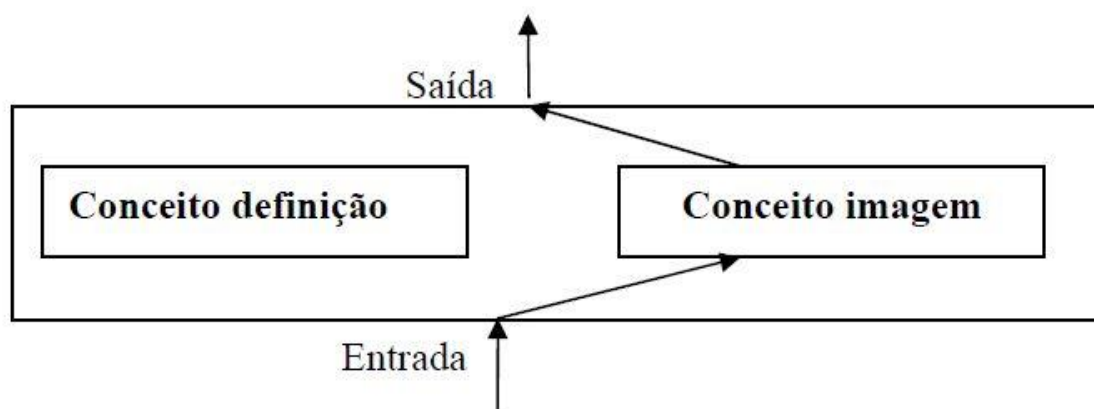 Saída
Conceito definição
Conceito imagem
Entrada